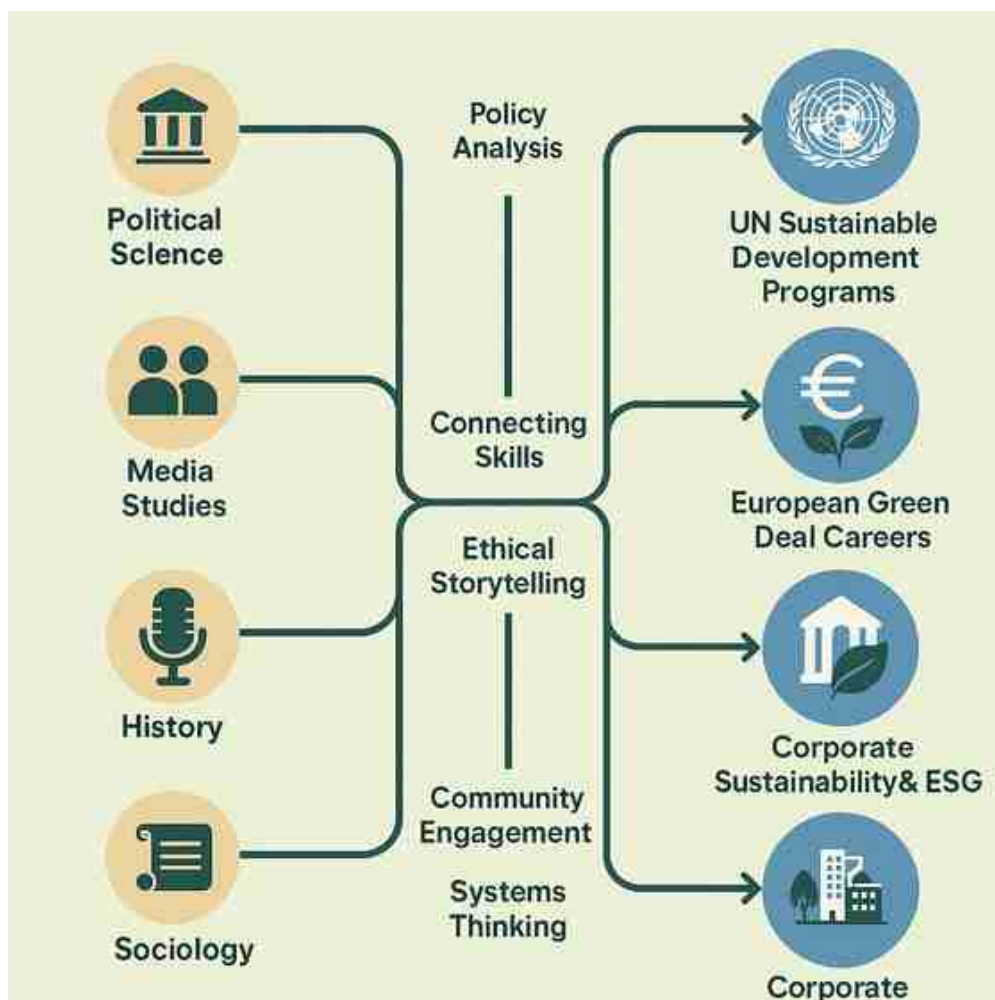 Political
Sclence
Media
Studies
History
Sociology
Policy
Analysis
Connecting
Skills
Ethical
Storytelling
Community
Engagement
Systems
Thinking
UN Sustainable
Development
Programs
European Green
Deal Careers
Corporate
Sustainability& ESG
Corporate